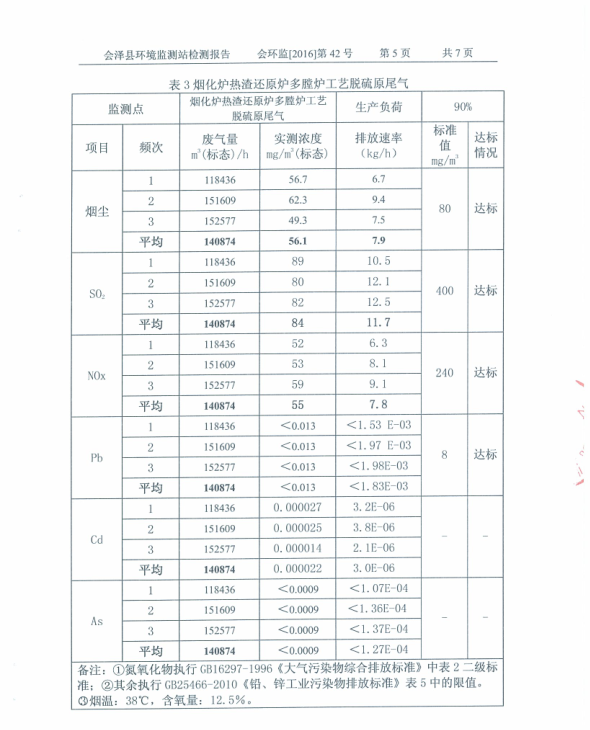 会泽县环境监测站检测报告 会环监[2016]第 42 号 第 5 页 共 7 页
表 3 烟化炉热渣还原炉多膛炉工艺脱硫原尾气
监测点 烟化炉热渣还原炉多膛炉工艺 生产负荷 90%
脱硫原尾气
项目 频次 废气量 实测浓度 排放速率 标准 达标
m³(标态)/h mg/m³(标态) (kg/h) 值 情况
mg/m³
烟尘 1 118436 56.7 6.7 80 达标
2 151609 62.3 9.4
3 152577 49.3 7.5
平均 140874 56.1 7.9
SO₂ 1 118436 89 10.5 400 达标
2 151609 80 12.1
3 152577 82 12.5
平均 140874 84 11.7
NOx 1 118436 52 6.3 240 达标
2 151609 53 8.1
3 152577 59 9.1
平均 140874 55 7.8
Pb 1 118436 <0.013 <1.53 E-03 8 达标
2 151609 <0.013 <1.97 E-03
3 152577 <0.013 <1.98E-03
平均 140874 <0.013 <1.83E-03
Cd 1 118436 0.000027 3.2E-06 - -
2 151609 0.000025 3.8E-06
3 152577 0.000014 2.1E-06
平均 140874 0.000022 3.0E-06
As 1 118436 <0.0009 <1.07E-04 - -
2 151609 <0.0009 <1.36E-04
3 152577 <0.0009 <1.37E-04
平均 140874 <0.0009 <1.27E-04
备注：①氮氧化物执行 GB16297-1996《大气污染物综合排放标准》中表 2 二级标
准；②其余执行 GB25466-2010《铅、锌工业污染物排放标准》表 5 中的限值。
③烟温：38℃，含氧量：12.5%。